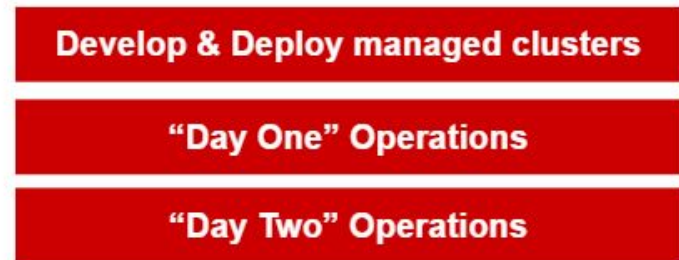 Develop & Deploy managed clusters
“Day One” Operations
“Day Two” Operations